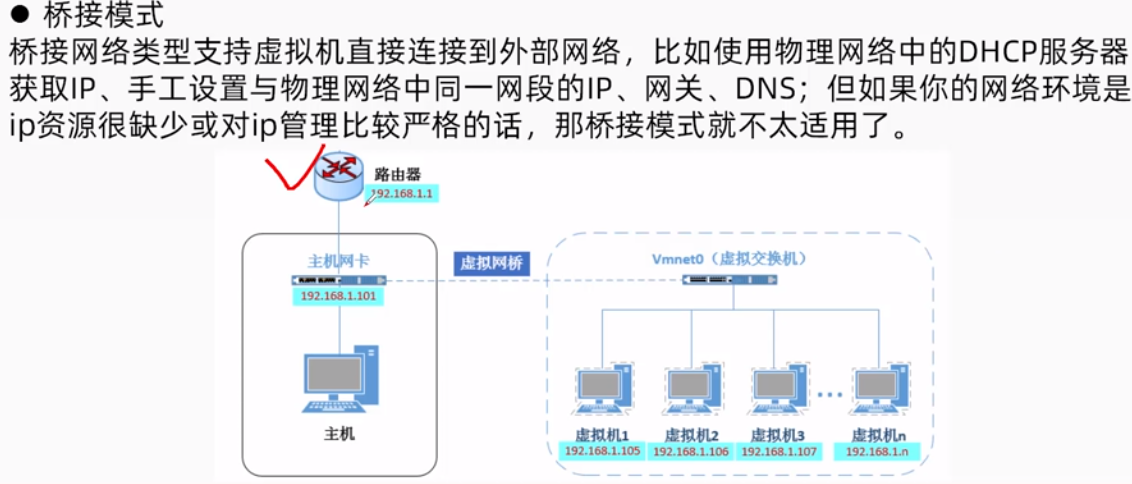 ● 桥接模式
桥接网络类型支持虚拟机直接连接到外部网络，比如使用物理网络中的DHCP服务器
获取IP、手工设置与物理网络中同一网段的IP、网关、DNS；但如果你的网络环境是
ip资源很缺少或对ip管理比较严格的话，那桥接模式就不太适用了。
路由器
192.168.1.1
主机网卡
192.168.1.101
虚拟网桥
Vmnet0（虚拟交换机）
主机
虚拟机1
虚拟机2
虚拟机3
虚拟机n
192.168.1.105
192.168.1.106
192.168.1.107
192.168.1.n